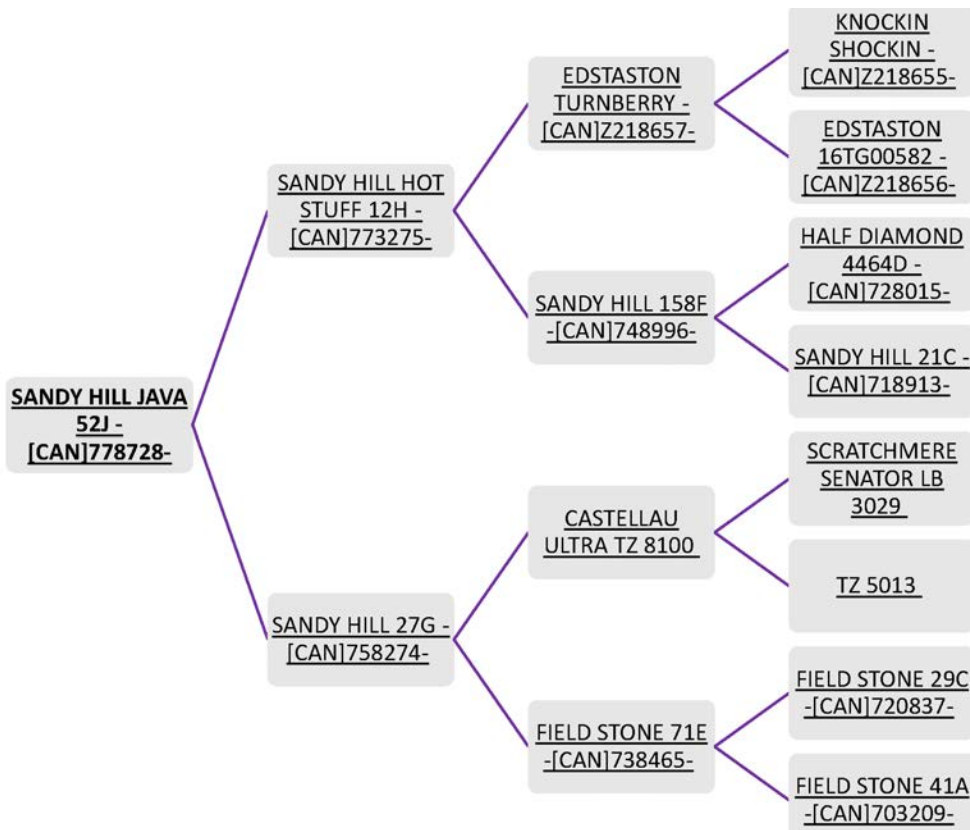 KNOCKIN
SHOCKIN -
[CAN]Z218655-
EDSTASTON
TURNBERRY -
[CAN]Z218657-
EDSTASTON
16TG00582 -
[CAN]Z218656-
SANDY HILL HOT
STUFF 12H -
[CAN]773275-
HALF DIAMOND
4464D -
[CAN]728015-
SANDY HILL 158F
-[CAN]748996-
SANDY HILL 21C -
[CAN]718913-
SANDY HILL JAVA
52J -
[CAN]778728-
SCRATCHMERE
SENATOR LB
3029
CASTELLAU
ULTRA TZ 8100
TZ 5013
SANDY HILL 27G -
[CAN]758274-
FIELD STONE 29C
-[CAN]720837-
FIELD STONE 71E
-[CAN]738465-
FIELD STONE 41A
-[CAN]703209-